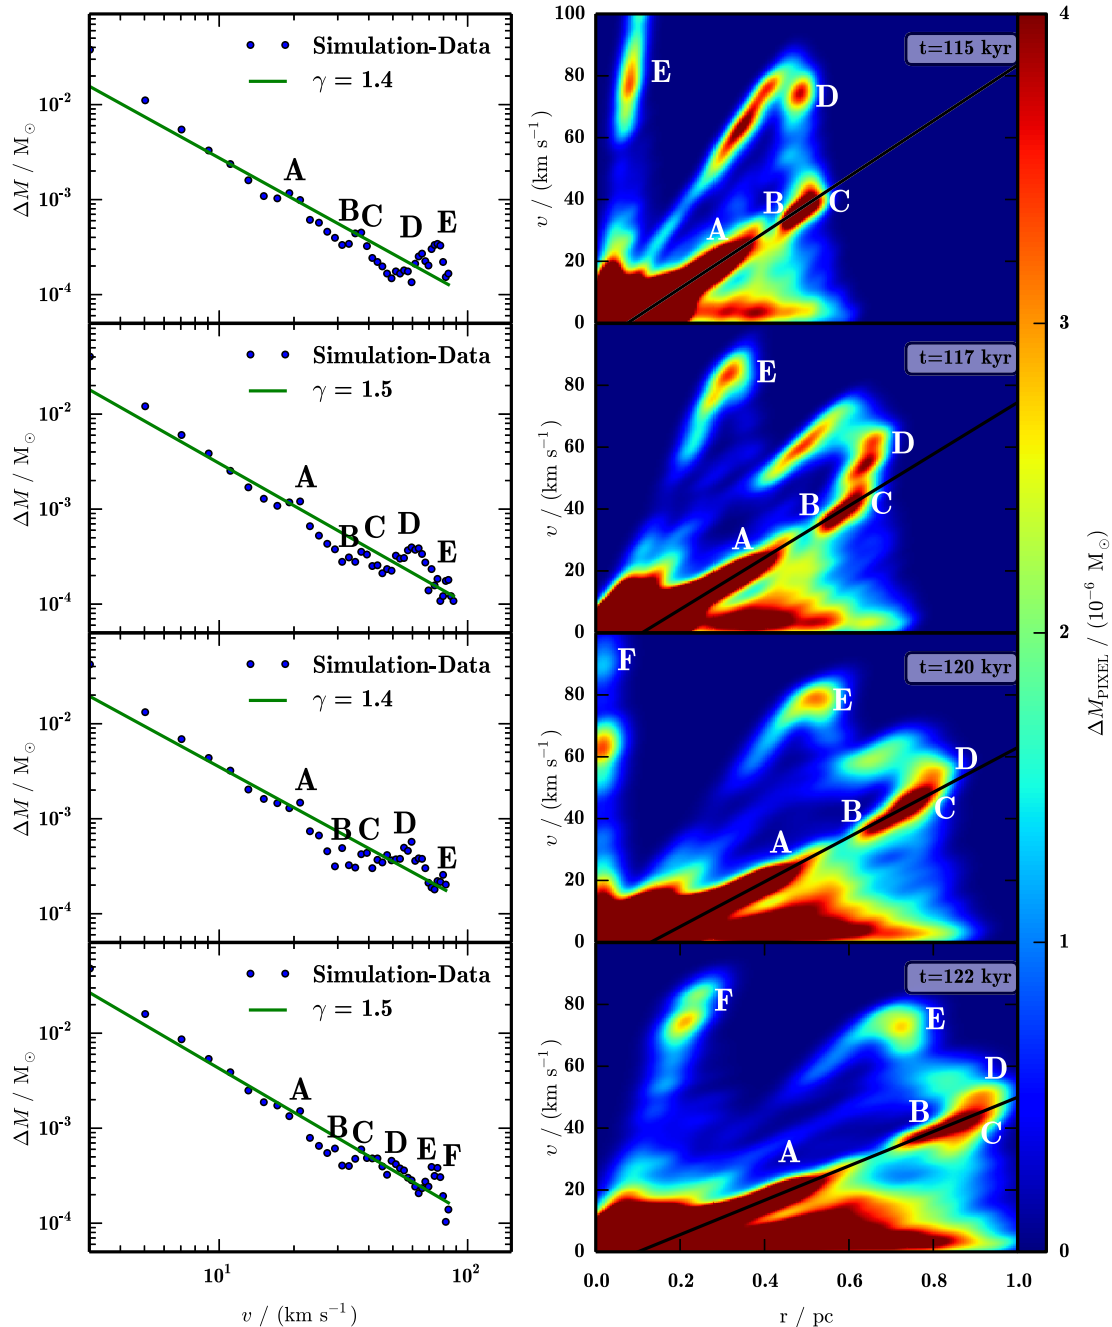 Simulation-Data
γ = 1.4
A
B
C
D
E
10⁻²
10⁻³
10⁻⁴
ΔM / M⊙
Simulation-Data
γ = 1.5
A
B
C
D
E
10⁻²
10⁻³
10⁻⁴
ΔM / M⊙
Simulation-Data
γ = 1.4
A
B
C
D
E
10⁻²
10⁻³
10⁻⁴
ΔM / M⊙
Simulation-Data
γ = 1.5
A
B
C
D
E
F
10⁻²
10⁻³
10⁻⁴
ΔM / M⊙
10¹
10²
v / (km s⁻¹)
t=115 kyr
E
D
B
C
A
100
80
60
40
20
0
v / (km s⁻¹)
t=117 kyr
E
D
B
C
A
80
60
40
20
0
v / (km s⁻¹)
t=120 kyr
F
E
D
B
C
A
80
60
40
20
0
v / (km s⁻¹)
t=122 kyr
F
E
D
B
C
A
80
60
40
20
0
v / (km s⁻¹)
0.0
0.2
0.4
0.6
0.8
1.0
r / pc
4
3
2
1
0
ΔM_PIXEL / (10⁻⁶ M⊙)